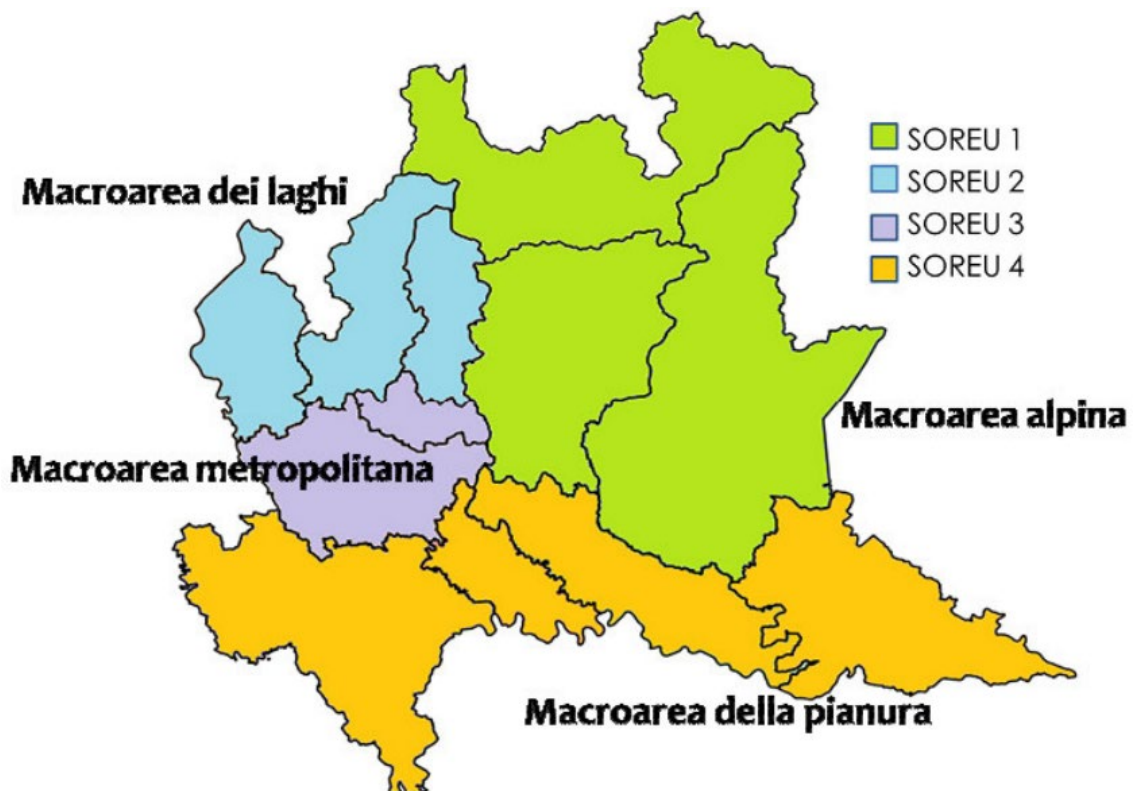 SOREU 1
Macroarea dei laghi
SOREU 2
SOREU 3
SOREU 4
Macroarea alpina
Macroarea metropolitana
Macroarea della pianura